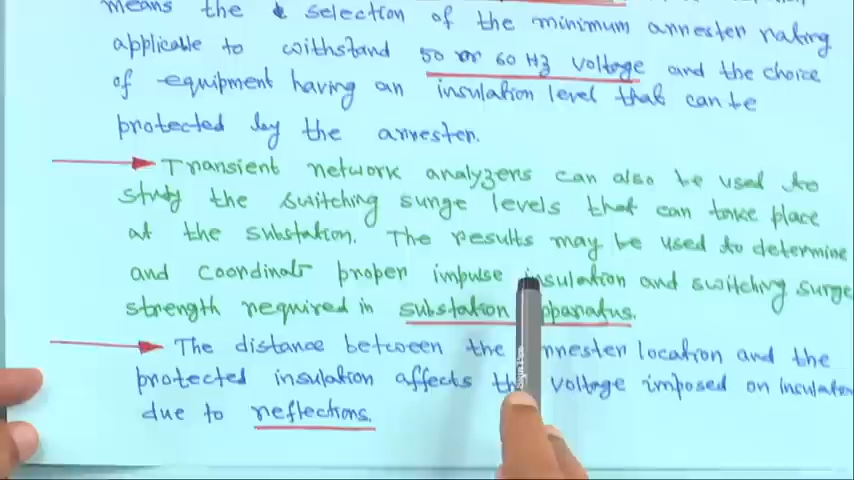 means the selection of the minimum arrester rating
applicable to withstand 50 or 60 Hz voltage and the choice
of equipment having an insulation level that can be
protected by the arrester.
Transient network analyzers can also be used to
study the switching surge levels that can take place
at the substation. The results may be used to determine
and coordinate proper impulse insulation and switching surge
strength required in substation apparatus.
The distance between the arrester location and the
protected insulation affects the voltage imposed on insulation
due to reflections.